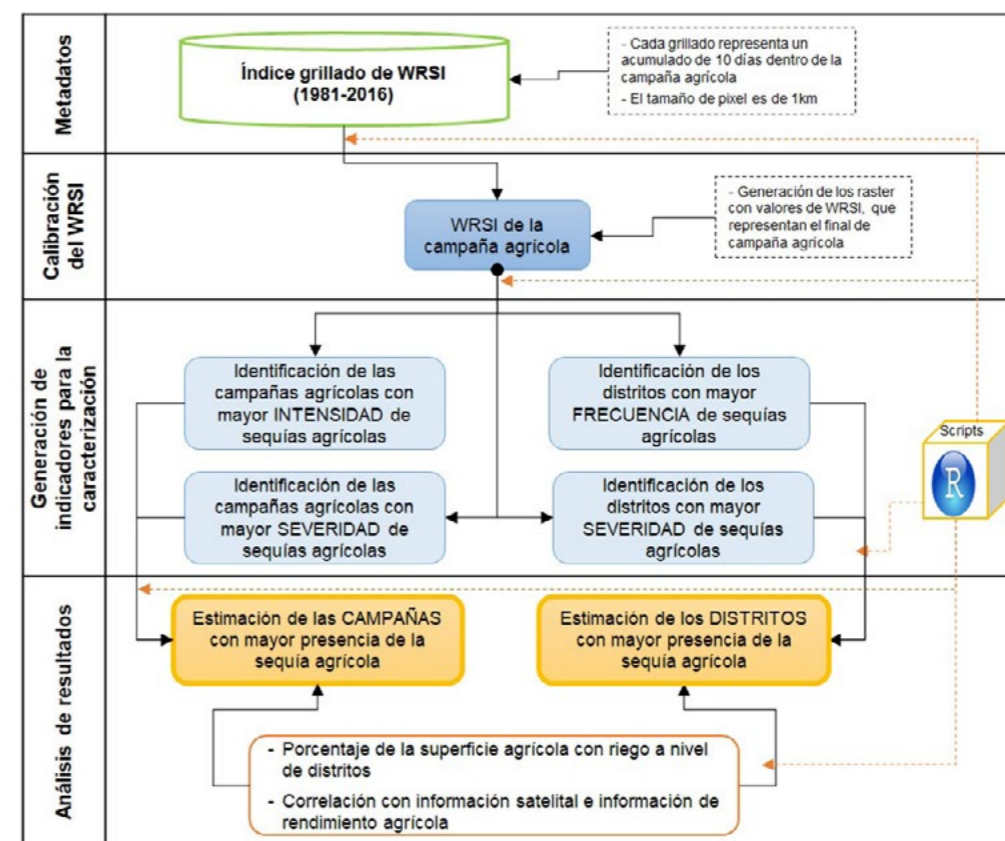 Metadatos
Índice grillado de WRSI
(1981-2016)
- Cada grillado representa un
acumulado de 10 días dentro de la
campaña agrícola
- El tamaño de pixel es de 1km
Calibración
del WRSI
WRSI de la
campaña agrícola
- Generación de los raster
con valores de WRSI, que
representan el final de
campaña agrícola
Generación de
indicadores para la
caracterización
Identificación de las
campañas agrícolas con
mayor INTENSIDAD de
sequías agrícolas
Identificación de los
distritos con mayor
FRECUENCIA de sequías
agrícolas
Identificación de las
campañas agrícolas con
mayor SEVERIDAD de
sequías agrícolas
Identificación de los
distritos con mayor
SEVERIDAD de sequías
agrícolas
Scripts
R
Análisis de resultados
Estimación de las CAMPAÑAS
con mayor presencia de la
sequía agrícola
Estimación de los DISTRITOS
con mayor presencia de la
sequía agrícola
- Porcentaje de la superficie agrícola con riego a nivel
de distritos
- Correlación con información satelital e información de
rendimiento agrícola